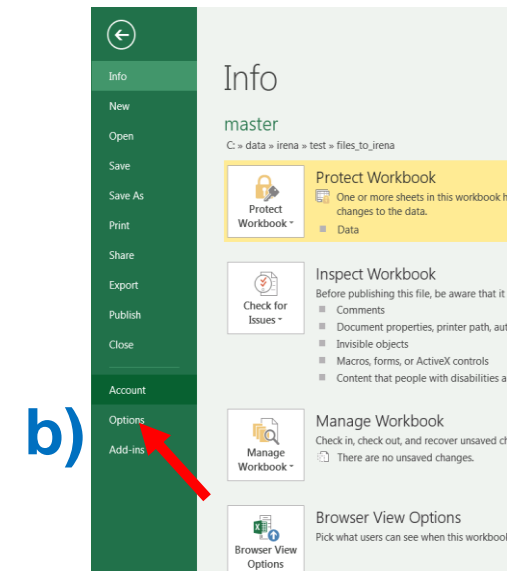 Info
New
Open
Save
Save As
Print
Share
Export
Publish
Close
Account
Options
Add-ins
b)
Info
master
C: » data » irena » test » files_to_irena
Protect
Workbook
Protect Workbook
One or more sheets in this workbook h
changes to the data.
Data
Check for
Issues
Inspect Workbook
Before publishing this file, be aware that it
Comments
Document properties, printer path, aut
Invisible objects
Macros, forms, or ActiveX controls
Content that people with disabilities a
Manage
Workbook
Manage Workbook
Check in, check out, and recover unsaved ch
There are no unsaved changes.
Browser View
Options
Browser View Options
Pick what users can see when this workbool